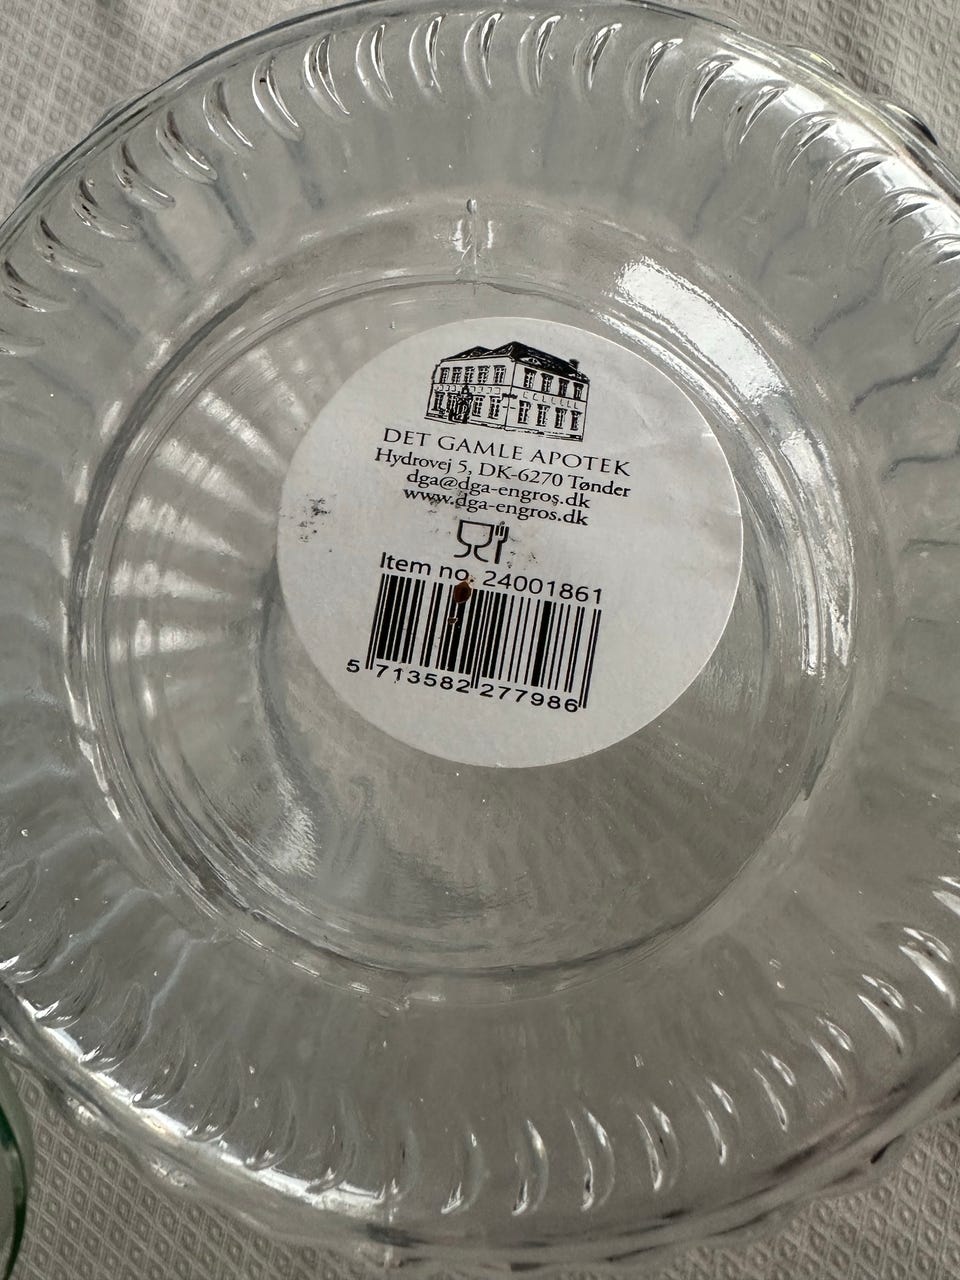 DET GAMLE APOTEK
Hydrovej 5, DK-6270 Tønder
dga@dga-engros.dk
www.dga-engros.dk
Item no. 24001861
5 713582 277986